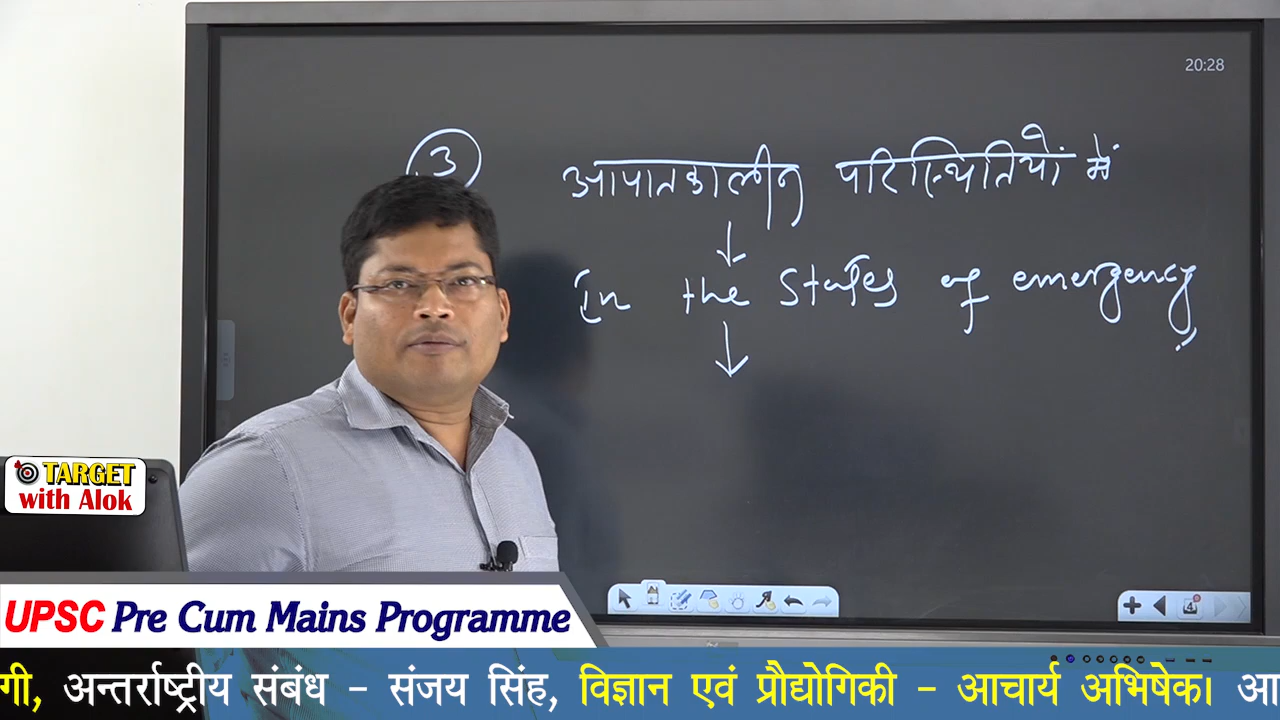 20:28
3
आपातकालीन परिस्थितियों में
In the states of emergency
TARGET
with Alok
UPSC Pre Cum Mains Programme
गी, अन्तर्राष्ट्रीय संबंध - संजय सिंह, विज्ञान एवं प्रौद्योगिकी - आचार्य अभिषेक। आ
4